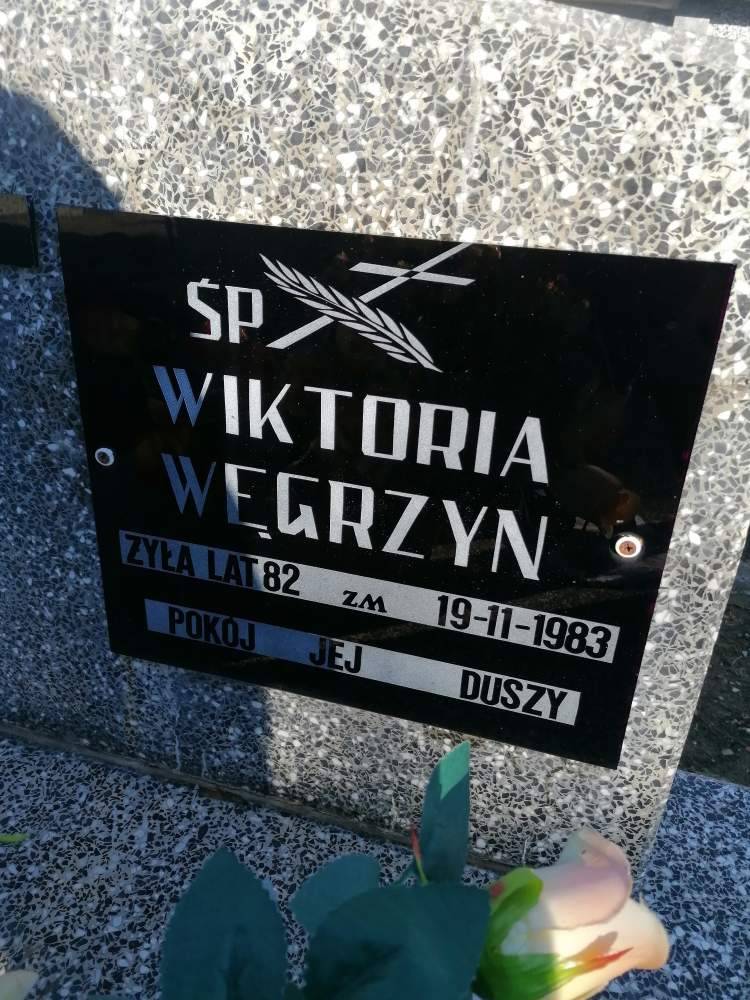 ŚP
WIKTORIA
WĘGRZYN
ŻYŁA LAT 82 ZM 19-11-1983
POKÓJ JEJ DUSZY